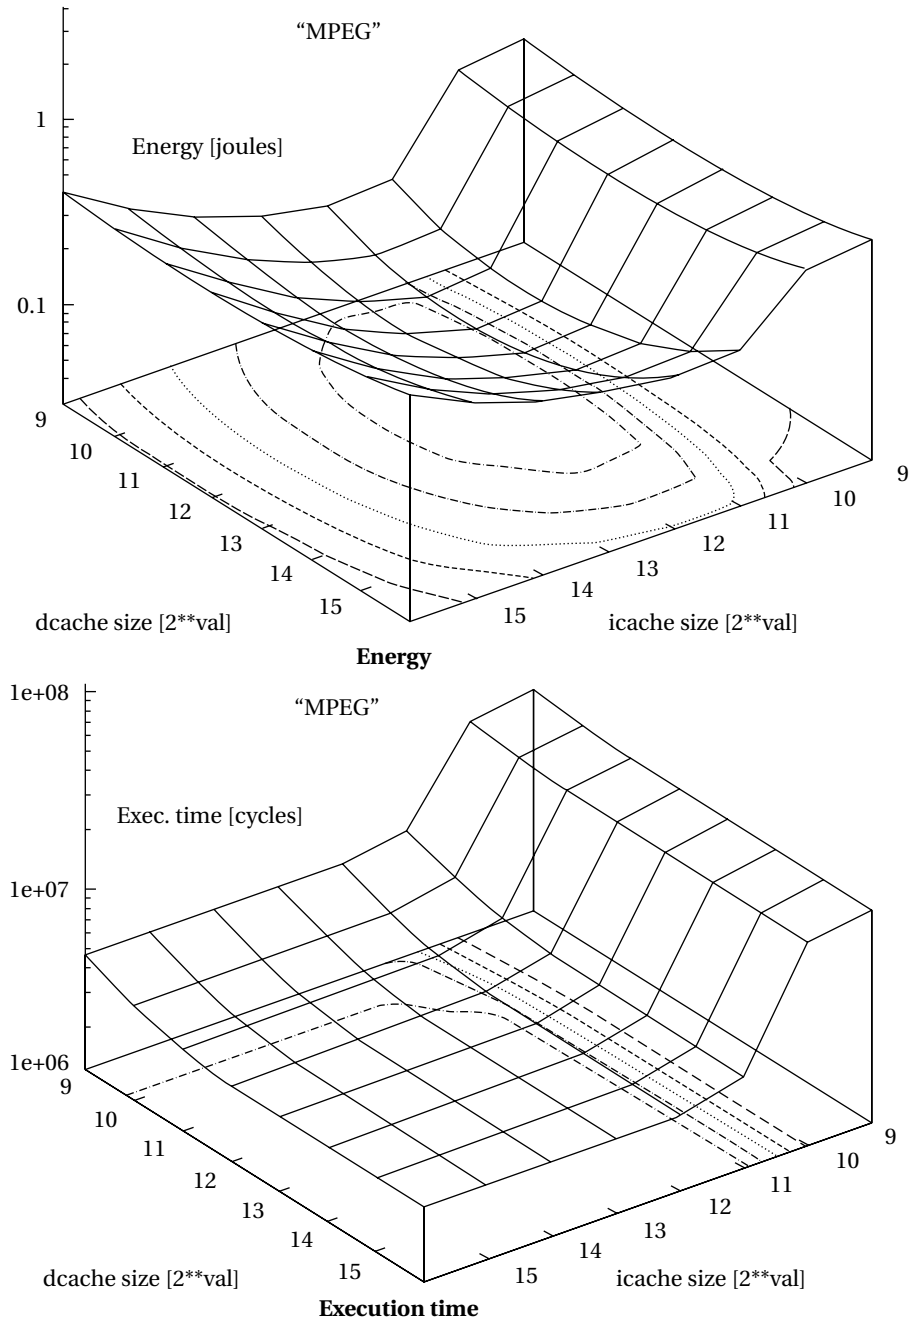 “MPEG”
1
Energy [joules]
0.1
9
10
11
12
13
14
15
15
14
13
12
11
10
9
dcache size [2**val]
icache size [2**val]
Energy
1e+08
“MPEG”
Exec. time [cycles]
1e+07
1e+06
9
10
11
12
13
14
15
15
14
13
12
11
10
9
dcache size [2**val]
icache size [2**val]
Execution time